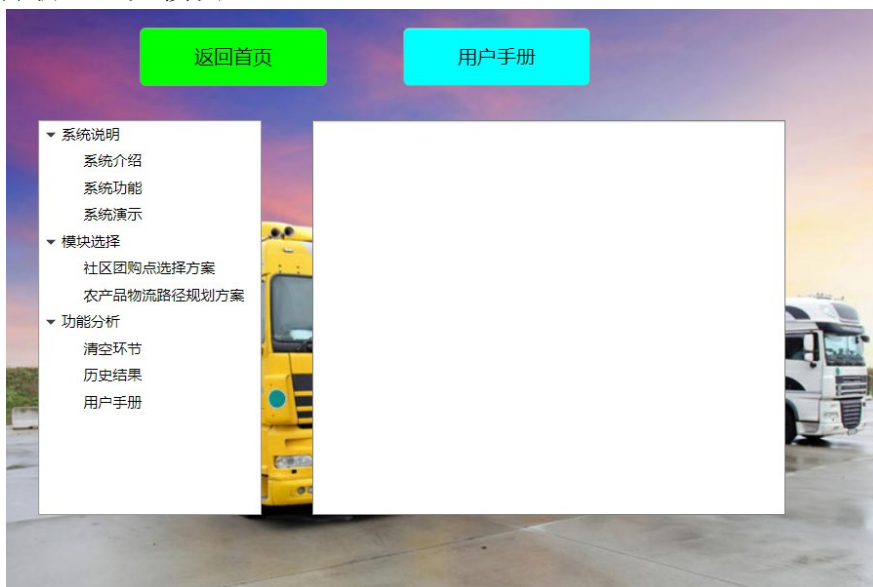 返回首页
用户手册
系统说明
系统介绍
系统功能
系统演示
模块选择
社区团购点选择方案
农产品物流路径规划方案
功能分析
清空环节
历史结果
用户手册